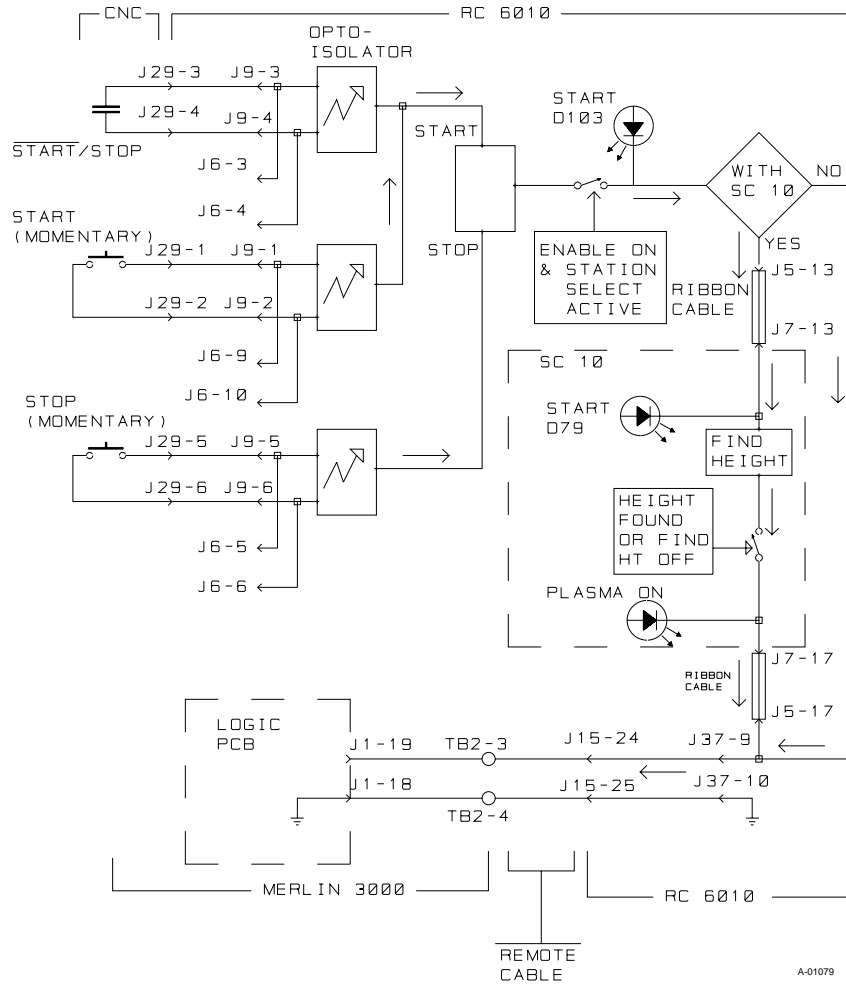 CNC
RC 6010
OPTO-
ISOLATOR
J29-3
J9-3
J29-4
J9-4
START/STOP
J6-3
J6-4
START
(MOMENTARY)
J29-1
J9-1
J29-2
J9-2
J6-9
J6-10
STOP
(MOMENTARY)
J29-5
J9-5
J29-6
J9-6
J6-5
J6-6
START
STOP
START
D103
ENABLE ON
& STATION
SELECT
ACTIVE
WITH
SC 10
NO
YES
J5-13
RIBBON
CABLE
J7-13
SC 10
START
D79
FIND
HEIGHT
HEIGHT
FOUND
OR FIND
HT OFF
PLASMA ON
J7-17
RIBBON
CABLE
J5-17
LOGIC
PCB
J1-19
TB2-3
J15-24
J37-9
J1-18
TB2-4
J15-25
J37-10
MERLIN 3000
RC 6010
REMOTE
CABLE
A-01079